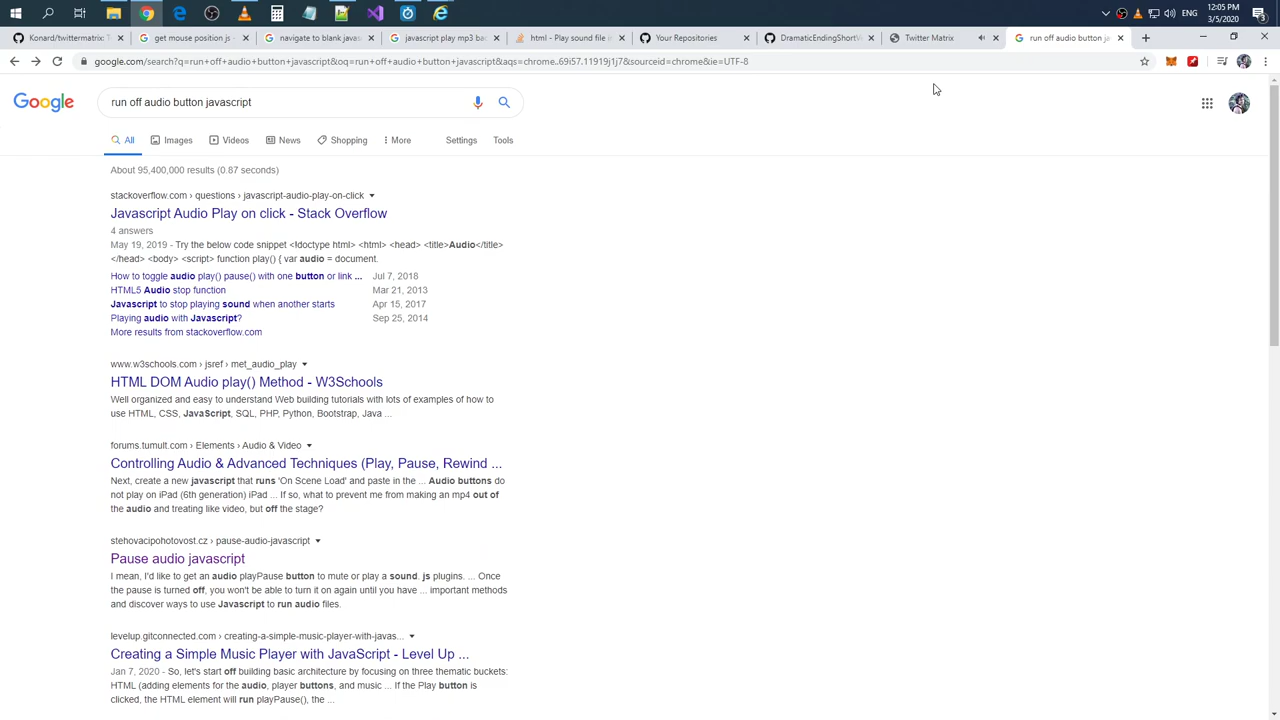 12:05 PM
ENG
3/5/2020
3
Konard/twittermatrix: T
get mouse position js -
navigate to blank javas
javascript play mp3 bac
html - Play sound file in
Your Repositories
DramaticEndingShortV
Twitter Matrix
run off audio button ja
google.com/search?q=run+off+audio+button+javascript&oq=run+off+audio+button+javascript&aqs=chrome..69i57.11919j1j7&sourceid=chrome&ie=UTF-8
Google
run off audio button javascript
All
Images
Videos
News
Shopping
More
Settings
Tools
About 95,400,000 results (0.87 seconds)
stackoverflow.com › questions › javascript-audio-play-on-click
Javascript Audio Play on click - Stack Overflow
4 answers
May 19, 2019 - Try the below code snippet <!doctype html> <html> <head> <title>Audio</title>
</head> <body> <script> function play() { var audio = document.
How to toggle audio play() pause() with one button or link ... Jul 7, 2018
HTML5 Audio stop function Mar 21, 2013
Javascript to stop playing sound when another starts Apr 15, 2017
Playing audio with Javascript? Sep 25, 2014
More results from stackoverflow.com
www.w3schools.com › jsref › met_audio_play
HTML DOM Audio play() Method - W3Schools
Well organized and easy to understand Web building tutorials with lots of examples of how to
use HTML, CSS, JavaScript, SQL, PHP, Python, Bootstrap, Java ...
forums.tumult.com › Elements › Audio & Video
Controlling Audio & Advanced Techniques (Play, Pause, Rewind ...
Next, create a new javascript that runs 'On Scene Load' and paste in the ... Audio buttons do
not play on iPad (6th generation) iPad ... If so, what to prevent me from making an mp4 out of
the audio and treating like video, but off the stage?
stehovacipohotovost.cz › pause-audio-javascript
Pause audio javascript
I mean, I'd like to get an audio playPause button to mute or play a sound. js plugins. ... Once
the pause is turned off, you won't be able to turn it on again until you have ... important methods
and discover ways to use Javascript to run audio files.
levelup.gitconnected.com › creating-a-simple-music-player-with-javas...
Creating a Simple Music Player with JavaScript - Level Up ...
Jan 7, 2020 - So, let's start off building basic architecture by focusing on three thematic buckets:
HTML (adding elements for the audio, player buttons, and music ... If the Play button is
clicked, the HTML element will run playPause(), the ...